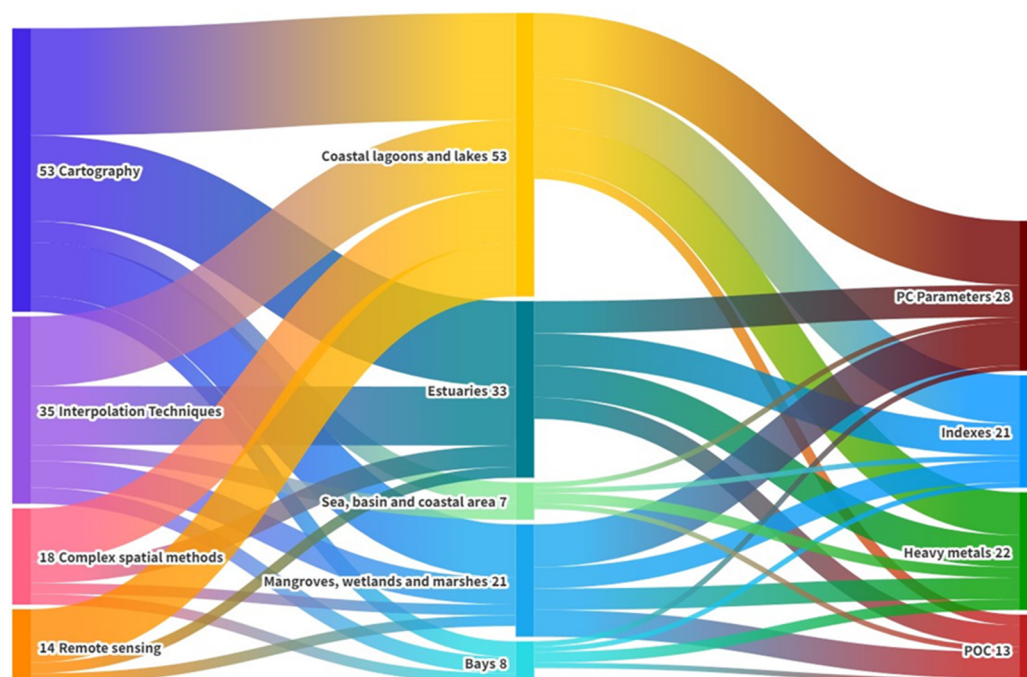 53 Cartography
35 Interpolation Techniques
18 Complex spatial methods
14 Remote sensing
Coastal lagoons and lakes 53
Estuaries 33
Sea, basin and coastal area 7
Mangroves, wetlands and marshes 21
Bays 8
PC Parameters 28
Indexes 21
Heavy metals 22
POC 13